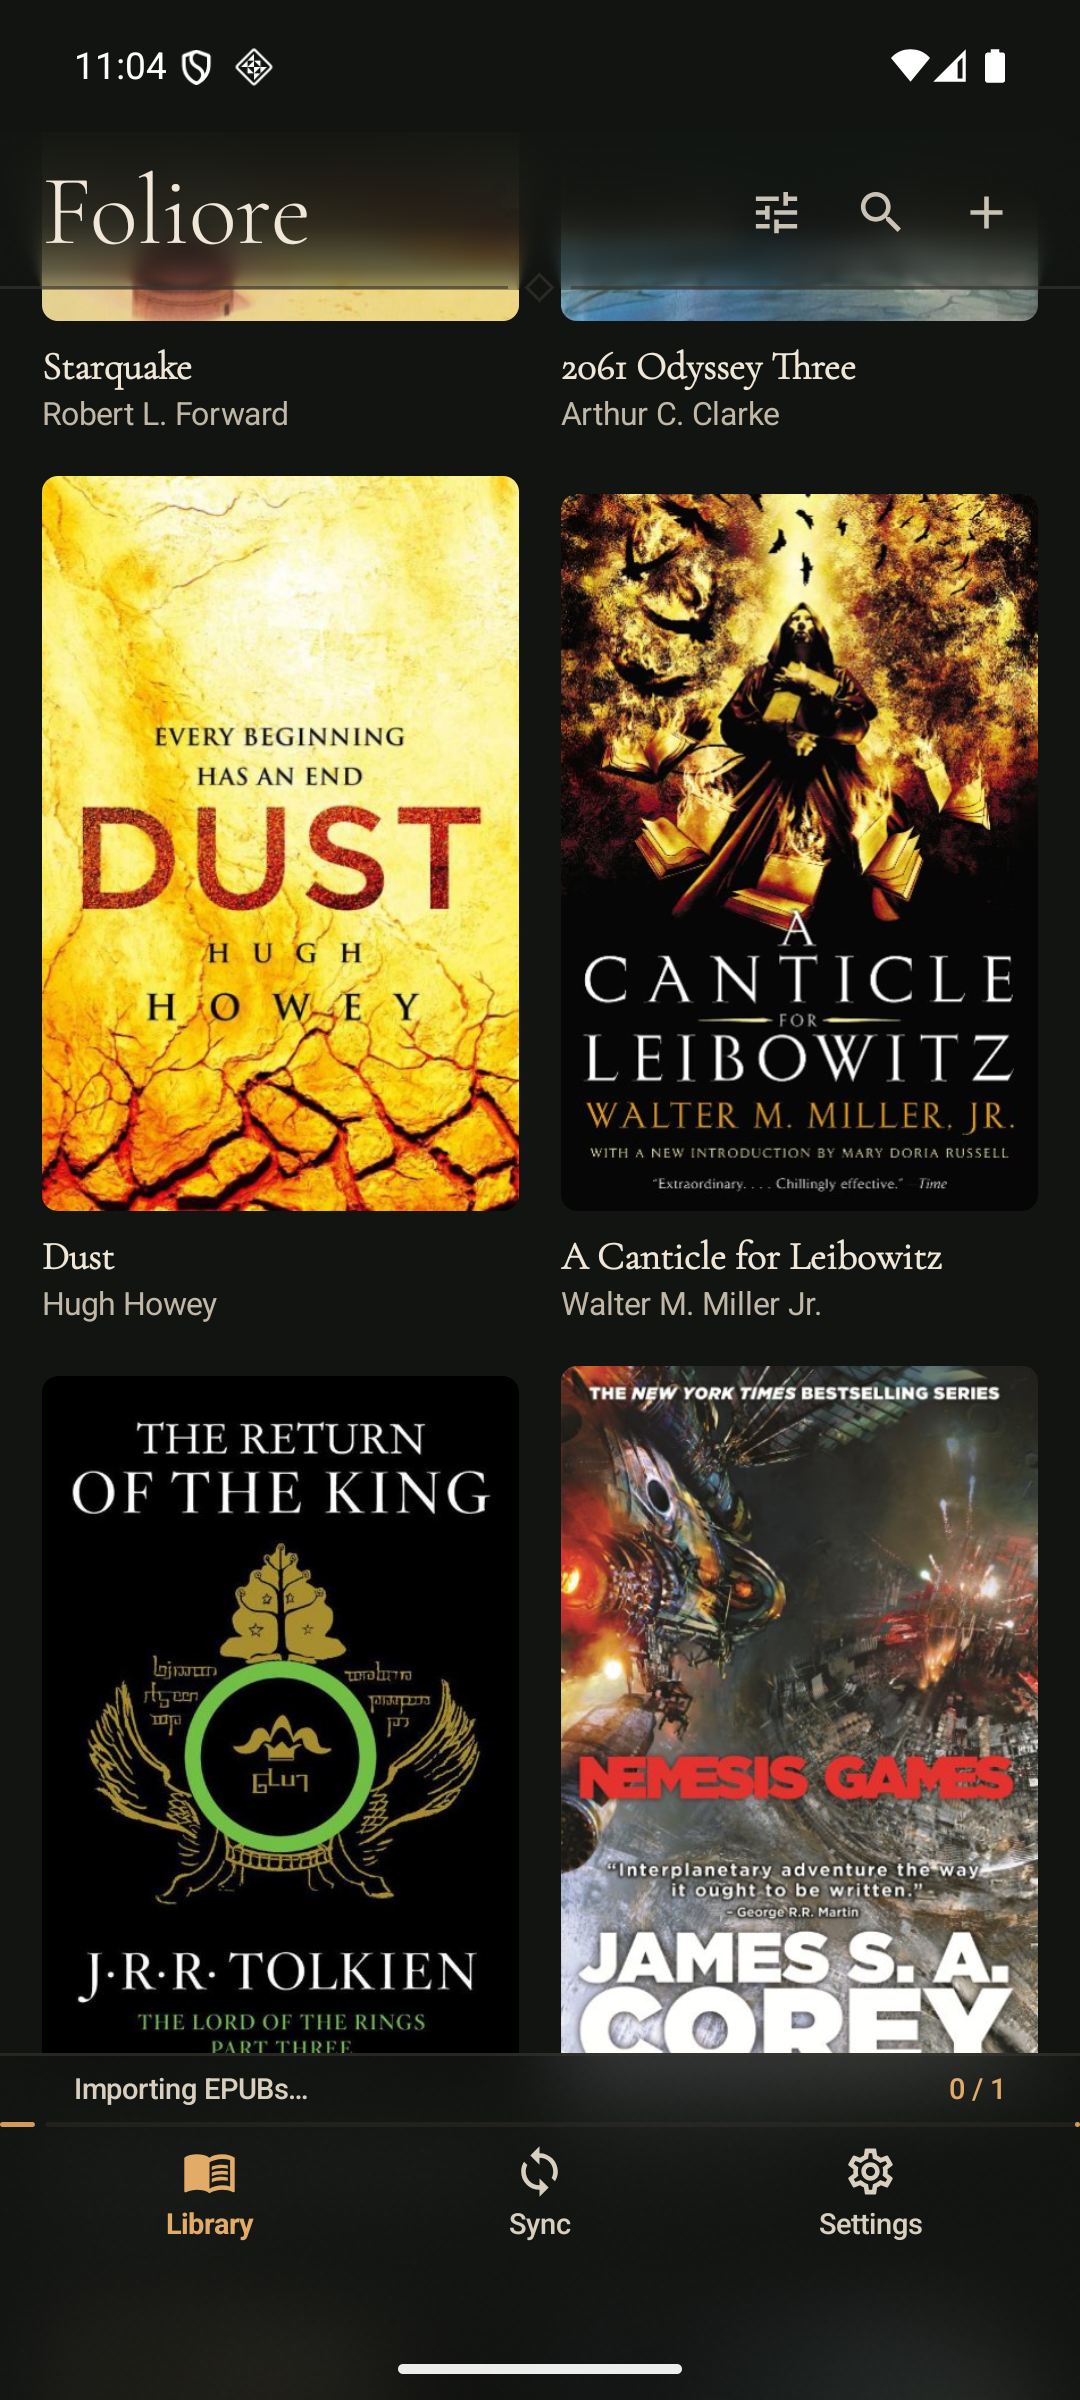 11:04
Foliore
Starquake
Robert L. Forward
2061 Odyssey Three
Arthur C. Clarke
EVERY BEGINNING
HAS AN END
DUST
HUGH
HOWEY
Dust
Hugh Howey
A
CANTICLE
FOR
LEIBOWITZ
WALTER M. MILLER, JR.
WITH A NEW INTRODUCTION BY MARY DORIA RUSSELL
"Extraordinary. . . . Chillingly effective." Time
A Canticle for Leibowitz
Walter M. Miller Jr.
THE RETURN
OF THE KING
J·R·R· TOLKIEN
THE LORD OF THE RINGS
PART THREE
THE NEW YORK TIMES BESTSELLING SERIES
NEMESIS GAMES
"Interplanetary adventure the way
it ought to be written."
- George R.R. Martin
JAMES S. A.
COREY
Importing EPUBs...
0 / 1
Library
Sync
Settings